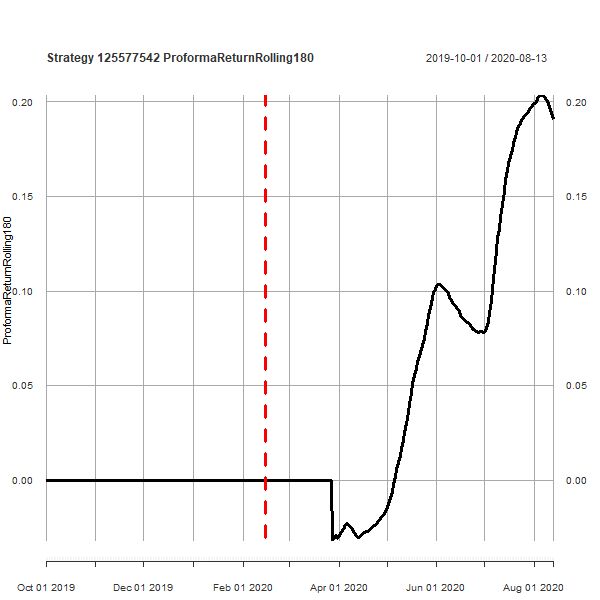 Strategy 125577542 ProformaReturnRolling180 2019-10-01 / 2020-08-13
0.20 0.20
0.15 0.15
ProformaReturnRolling180
0.10 0.10
0.05 0.05
0.00 0.00
Oct 01 2019 Dec 01 2019 Feb 01 2020 Apr 01 2020 Jun 01 2020 Aug 01 2020